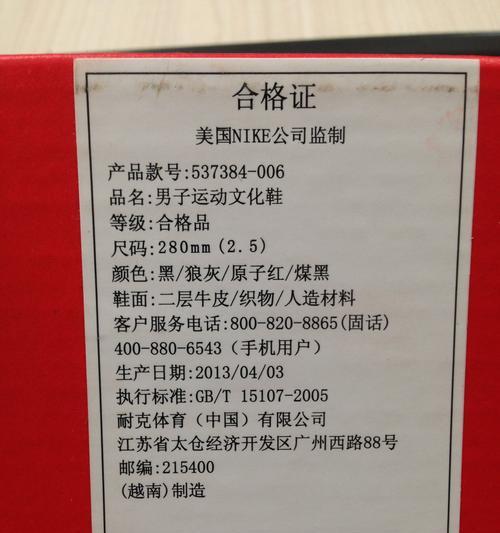 合格证
美国NIKE公司监制
产品款号:537384-006
品名:男子运动文化鞋
等级:合格品
尺码:280mm(2.5)
颜色:黑/狼灰/原子红/煤黑
鞋面:二层牛皮/织物/人造材料
客户服务电话:800-820-8865(固话)
400-880-6543（手机用户）
生产日期:2013/04/03
执行标准:GB/T 15107-2005
耐克体育（中国）有限公司
江苏省太仓经济开发区广州西路88号
邮编:215400
(越南)制造